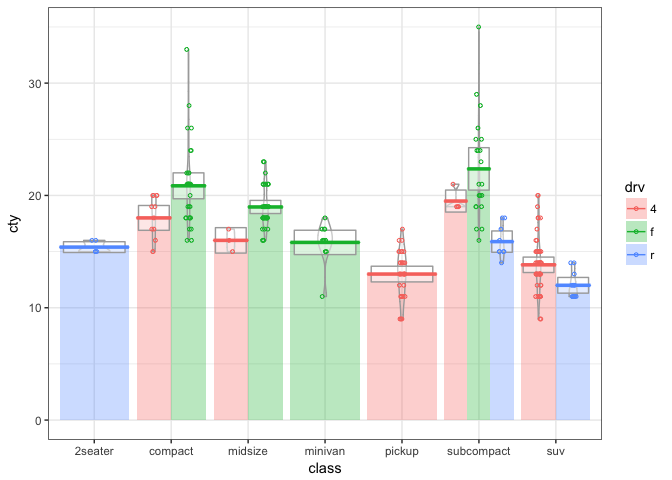 30
20
10
0
cty
2seater compact midsize minivan pickup subcompact suv
class
drv
4
f
r